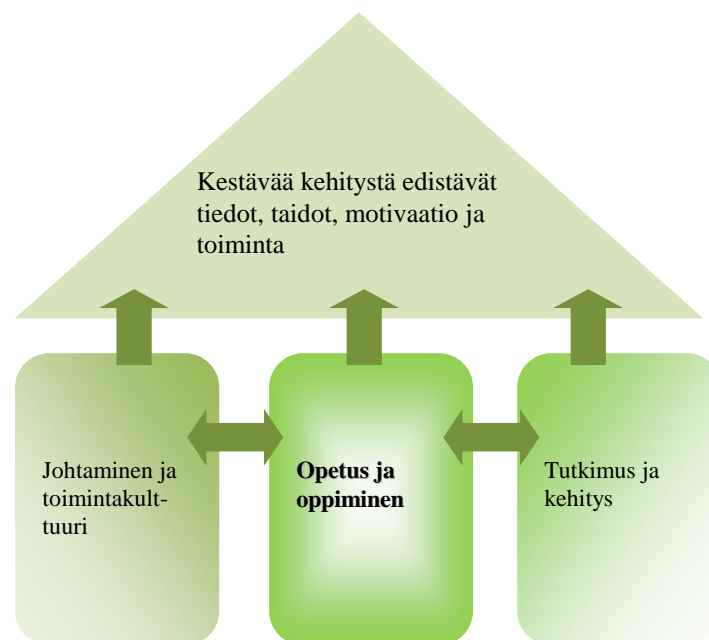 Kestävää kehitystä edistävät
tiedot, taidot, motivaatio ja
toiminta
Johtaminen ja
toimintakult-
tuuri
Opetus ja
oppiminen
Tutkimus ja
kehitys